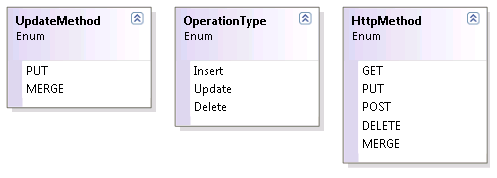 UpdateMethod
Enum
PUT
MERGE
OperationType
Enum
Insert
Update
Delete
HttpMethod
Enum
GET
PUT
POST
DELETE
MERGE